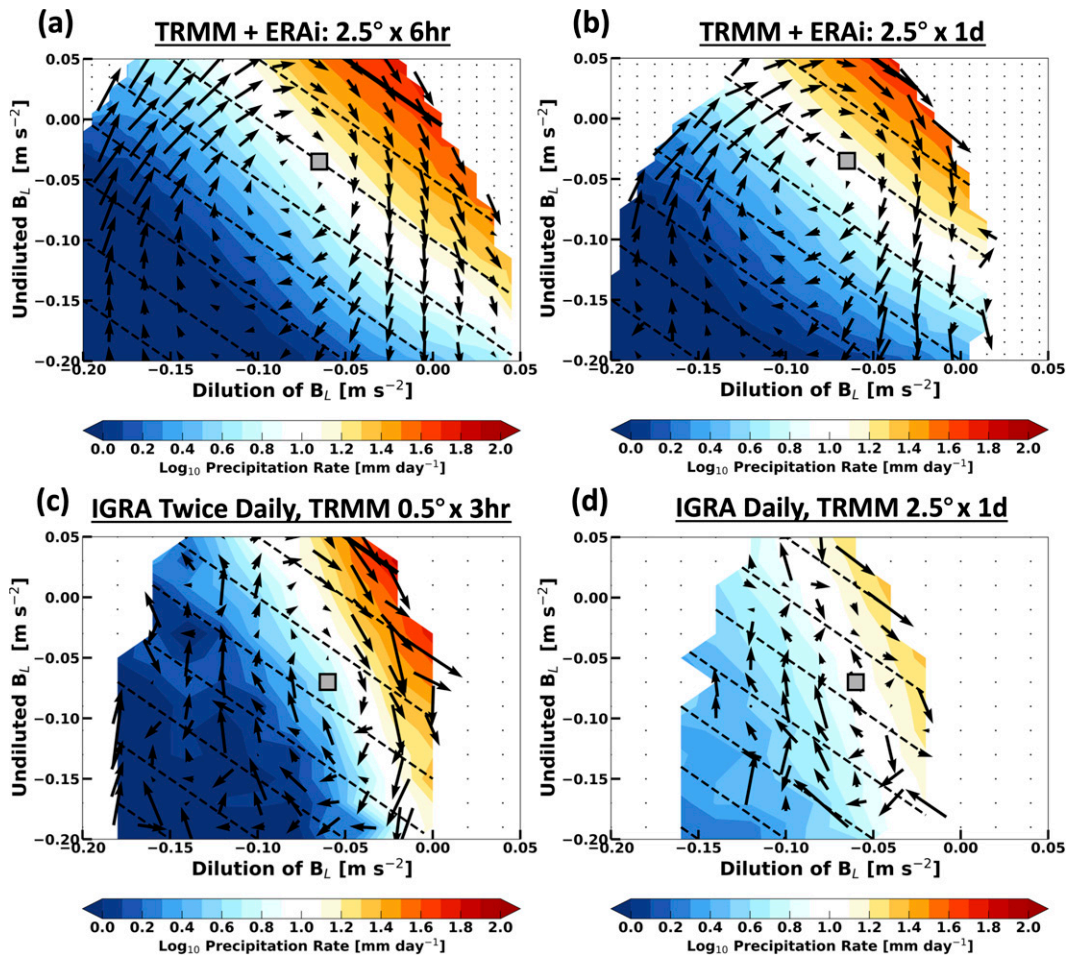 (a)
TRMM + ERAi: 2.5° x 6hr
Undiluted B_L [m s⁻²]
0.05
0.00
−0.05
−0.10
−0.15
−0.20
−0.20 −0.15 −0.10 −0.05 0.00 0.05
Dilution of B_L [m s⁻²]
0.0 0.2 0.4 0.6 0.8 1.0 1.2 1.4 1.6 1.8 2.0
Log₁₀ Precipitation Rate [mm day⁻¹]
(b)
TRMM + ERAi: 2.5° x 1d
Undiluted B_L [m s⁻²]
0.05
0.00
−0.05
−0.10
−0.15
−0.20
−0.20 −0.15 −0.10 −0.05 0.00 0.05
Dilution of B_L [m s⁻²]
0.0 0.2 0.4 0.6 0.8 1.0 1.2 1.4 1.6 1.8 2.0
Log₁₀ Precipitation Rate [mm day⁻¹]
(c)
IGRA Twice Daily, TRMM 0.5° x 3hr
Undiluted B_L [m s⁻²]
0.05
0.00
−0.05
−0.10
−0.15
−0.20
−0.20 −0.15 −0.10 −0.05 0.00 0.05
Dilution of B_L [m s⁻²]
0.0 0.2 0.4 0.6 0.8 1.0 1.2 1.4 1.6 1.8 2.0
Log₁₀ Precipitation Rate [mm day⁻¹]
(d)
IGRA Daily, TRMM 2.5° x 1d
Undiluted B_L [m s⁻²]
0.05
0.00
−0.05
−0.10
−0.15
−0.20
−0.20 −0.15 −0.10 −0.05 0.00 0.05
Dilution of B_L [m s⁻²]
0.0 0.2 0.4 0.6 0.8 1.0 1.2 1.4 1.6 1.8 2.0
Log₁₀ Precipitation Rate [mm day⁻¹]